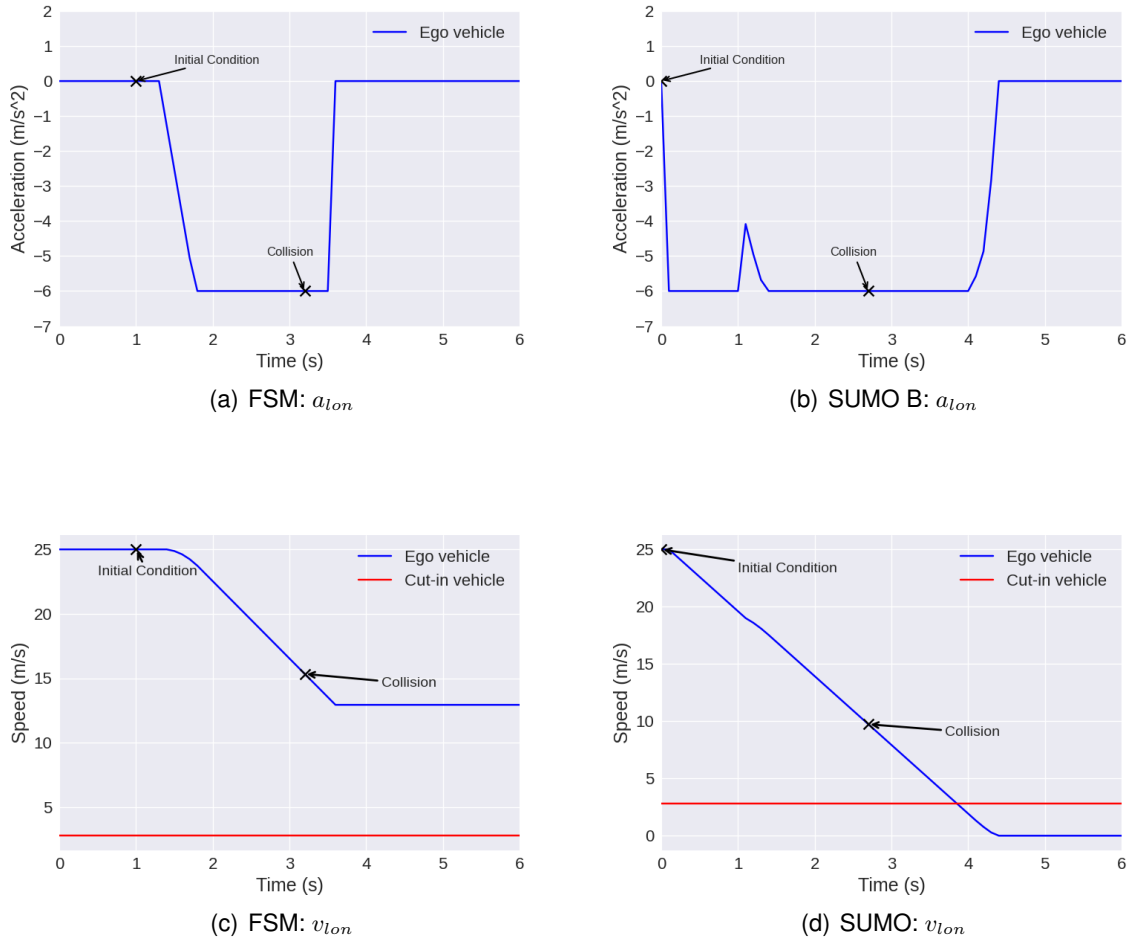 2
1
0
−1
−2
−3
−4
−5
−6
−7
Acceleration (m/s^2)
Ego vehicle
Initial Condition
Collision
0 1 2 3 4 5 6
Time (s)
(a) FSM: a_lon
2
1
0
−1
−2
−3
−4
−5
−6
−7
Acceleration (m/s^2)
Ego vehicle
Initial Condition
Collision
0 1 2 3 4 5 6
Time (s)
(b) SUMO B: a_lon
25
20
15
10
5
Speed (m/s)
Ego vehicle
Cut-in vehicle
Initial Condition
Collision
0 1 2 3 4 5 6
Time (s)
(c) FSM: v_lon
25
20
15
10
5
0
Speed (m/s)
Ego vehicle
Cut-in vehicle
Initial Condition
Collision
0 1 2 3 4 5 6
Time (s)
(d) SUMO: v_lon